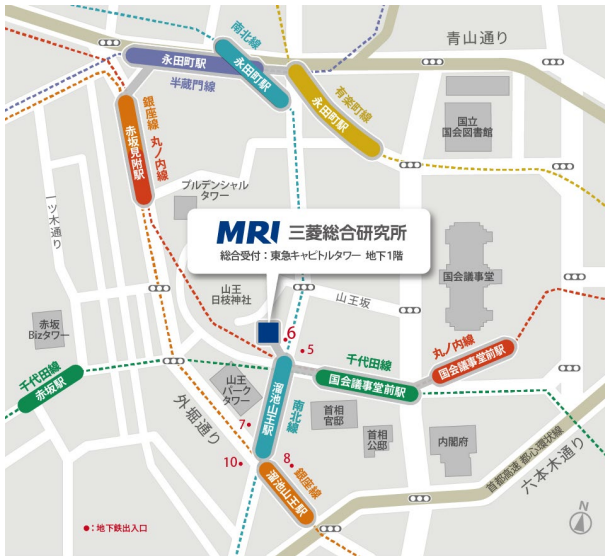 南北線
青山通り
永田町駅
永田町駅
半蔵門線
有楽町線
永田町駅
国立
国会図書館
銀座線
丸ノ内線
赤坂見附駅
プルデンシャル
タワー
一ツ木通り
MRI 三菱総合研究所
総合受付:東急キャピトルタワー 地下1階
国会議事堂
山王
日枝神社
山王坂
6
5
赤坂
Bizタワー
千代田線
丸ノ内線
国会議事堂前駅
千代田線
赤坂駅
国会議事堂前駅
山王
パーク
タワー
外堀通り
溜池山王駅
南北線
首相
官邸
首相
公邸
内閣府
7
8
10
銀座線
溜池山王駅
首都高速 都心環状線
六本木通り
●:地下鉄出入口
N